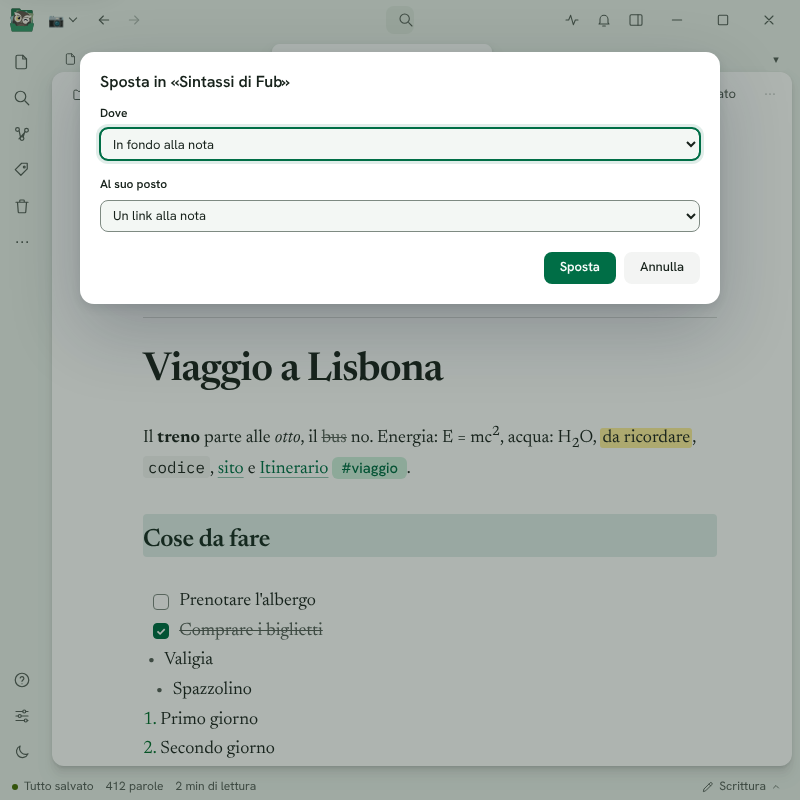 Sposta in «Sintassi di Fub»
Dove
In fondo alla nota
Al suo posto
Un link alla nota
Sposta
Annulla
Viaggio a Lisbona
Il treno parte alle otto, il bus no. Energia: E = mc², acqua: H₂O, da ricordare,
codice, sito e Itinerario #viaggio.
Cose da fare
Prenotare l'albergo
Comprare i biglietti
• Valigia
• Spazzolino
1. Primo giorno
2. Secondo giorno
Tutto salvato 412 parole 2 min di lettura Scrittura